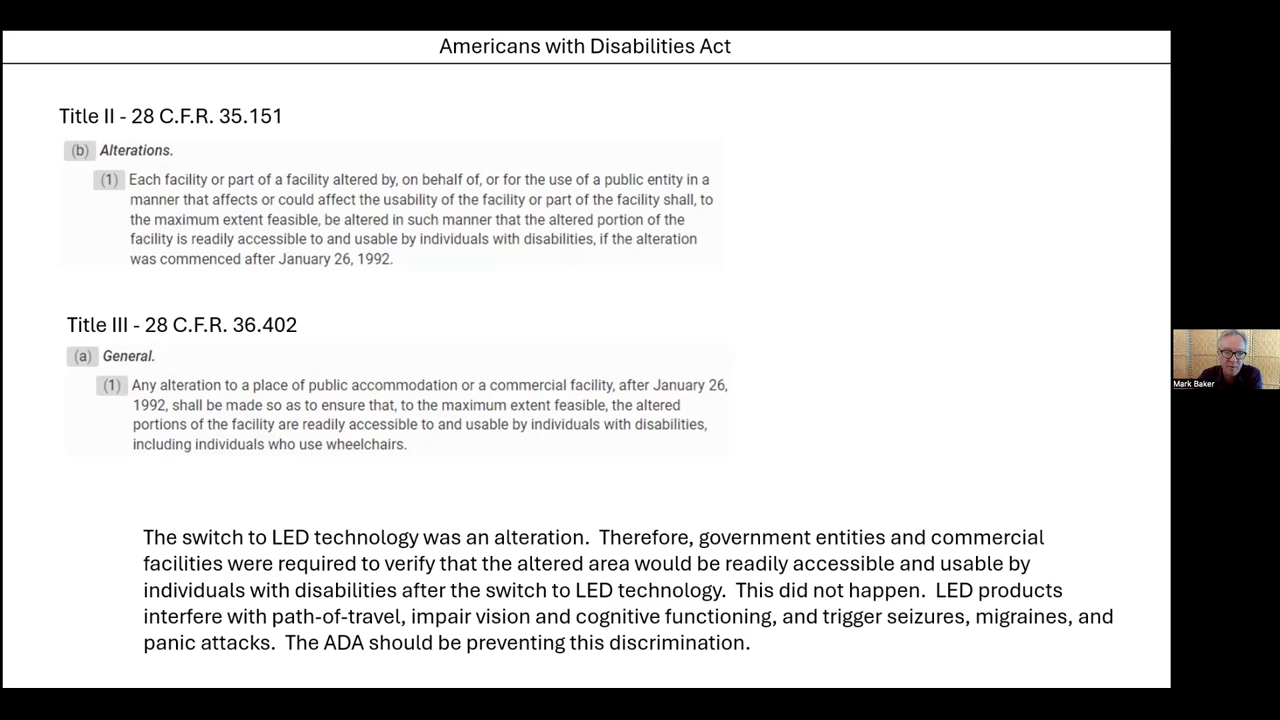 Americans with Disabilities Act
Title II - 28 C.F.R. 35.151
(b) Alterations.
(1) Each facility or part of a facility altered by, on behalf of, or for the use of a public entity in a
manner that affects or could affect the usability of the facility or part of the facility shall, to
the maximum extent feasible, be altered in such manner that the altered portion of the
facility is readily accessible to and usable by individuals with disabilities, if the alteration
was commenced after January 26, 1992.
Title III - 28 C.F.R. 36.402
(a) General.
(1) Any alteration to a place of public accommodation or a commercial facility, after January 26,
1992, shall be made so as to ensure that, to the maximum extent feasible, the altered
portions of the facility are readily accessible to and usable by individuals with disabilities,
including individuals who use wheelchairs.
The switch to LED technology was an alteration.  Therefore, government entities and commercial
facilities were required to verify that the altered area would be readily accessible and usable by
individuals with disabilities after the switch to LED technology.  This did not happen.  LED products
interfere with path-of-travel, impair vision and cognitive functioning, and trigger seizures, migraines, and
panic attacks.  The ADA should be preventing this discrimination.
Mark Baker